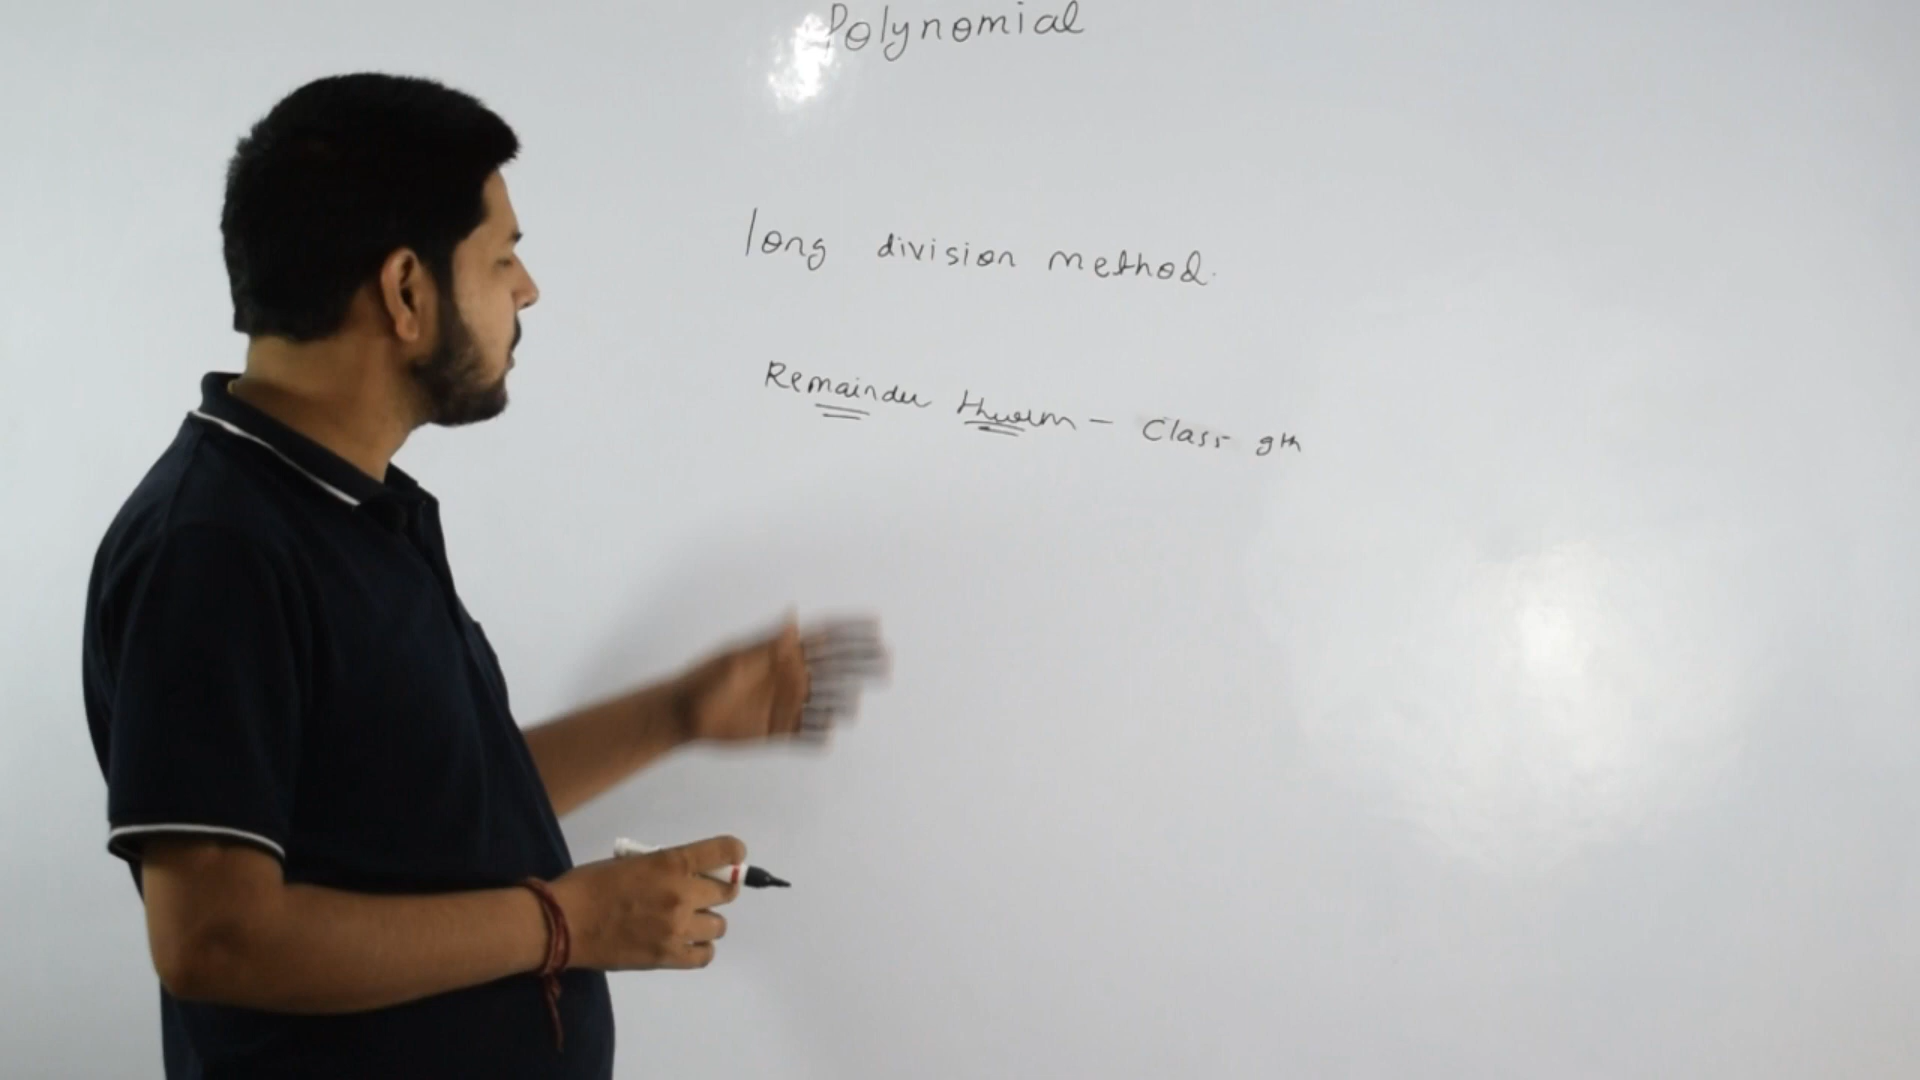 Polynomial
long division method.
Remainder theorem - Class 9th